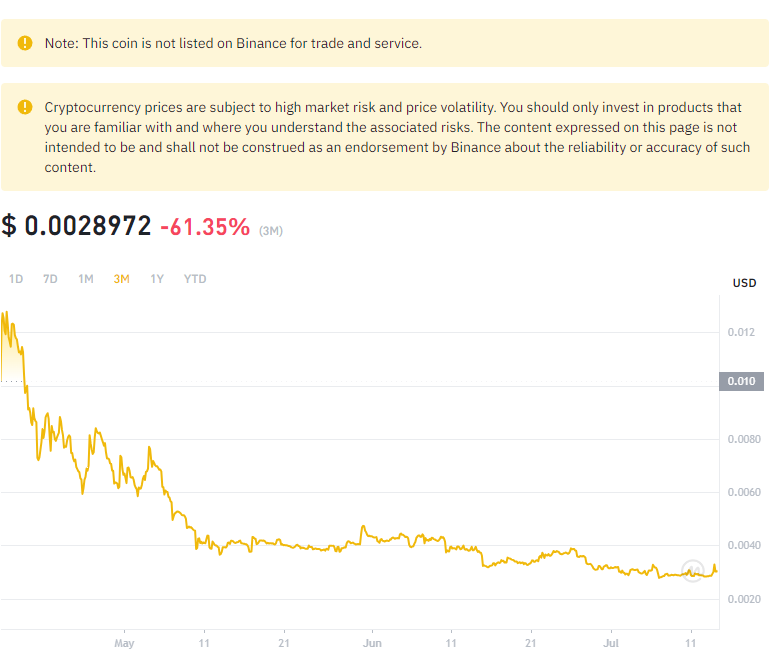 Note: This coin is not listed on Binance for trade and service.
Cryptocurrency prices are subject to high market risk and price volatility. You should only invest in products that
you are familiar with and where you understand the associated risks. The content expressed on this page is not
intended to be and shall not be construed as an endorsement by Binance about the reliability or accuracy of such
content.
$ 0.0028972 -61.35% (3M)
1D 7D 1M 3M 1Y YTD
USD
0.012
0.010
0.0080
0.0060
0.0040
0.0020
May 11 21 Jun 11 21 Jul 11